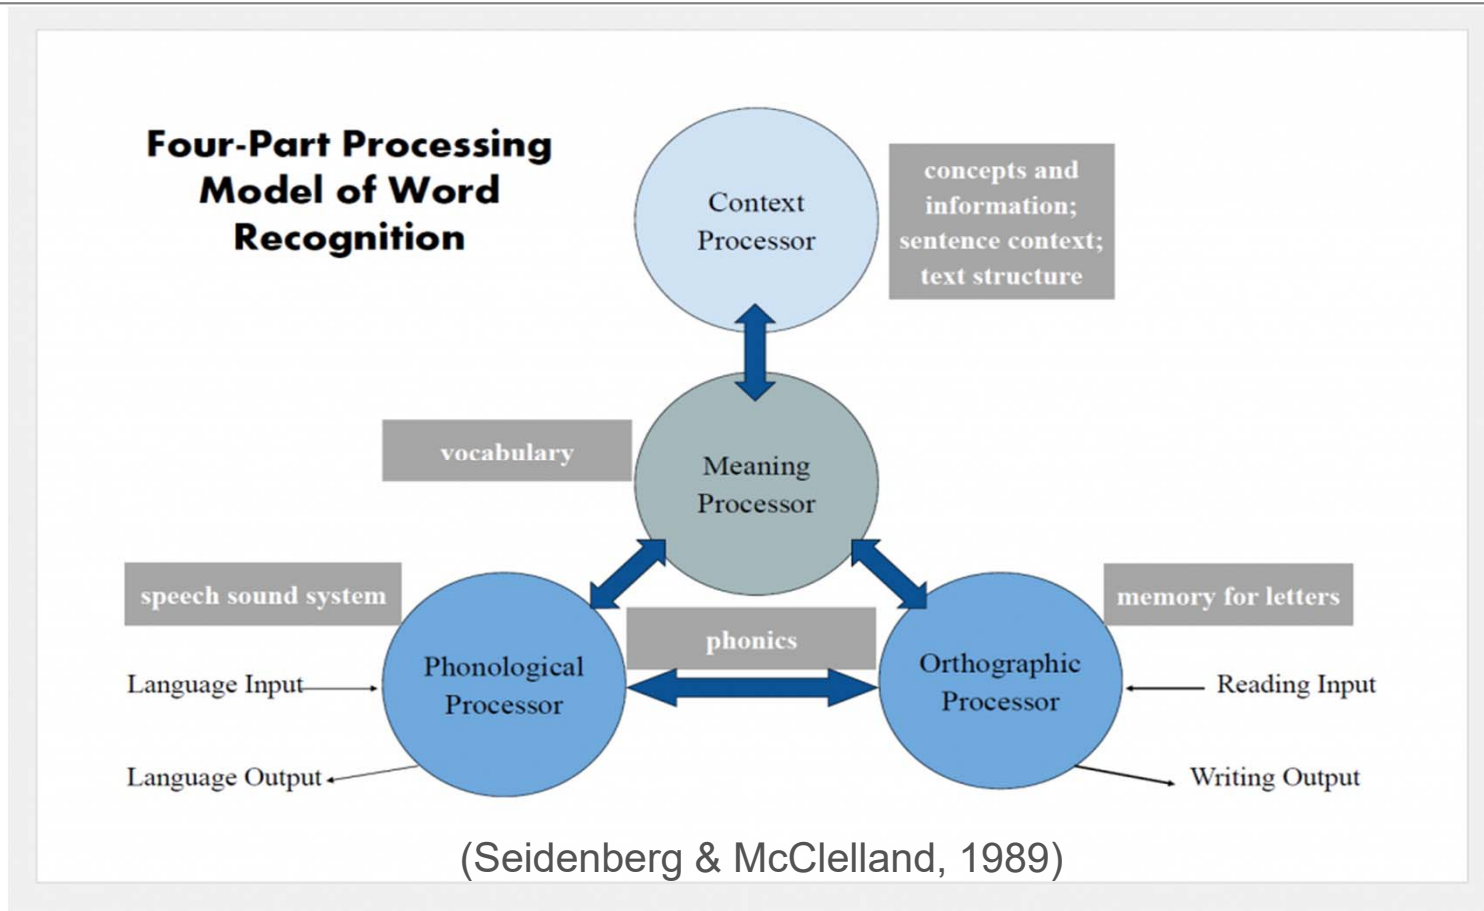 Four-Part Processing
Model of Word
Recognition
Context
Processor
concepts and
information;
sentence context;
text structure
vocabulary
Meaning
Processor
speech sound system
memory for letters
phonics
Phonological
Processor
Orthographic
Processor
Language Input
Reading Input
Language Output
Writing Output
(Seidenberg & McClelland, 1989)